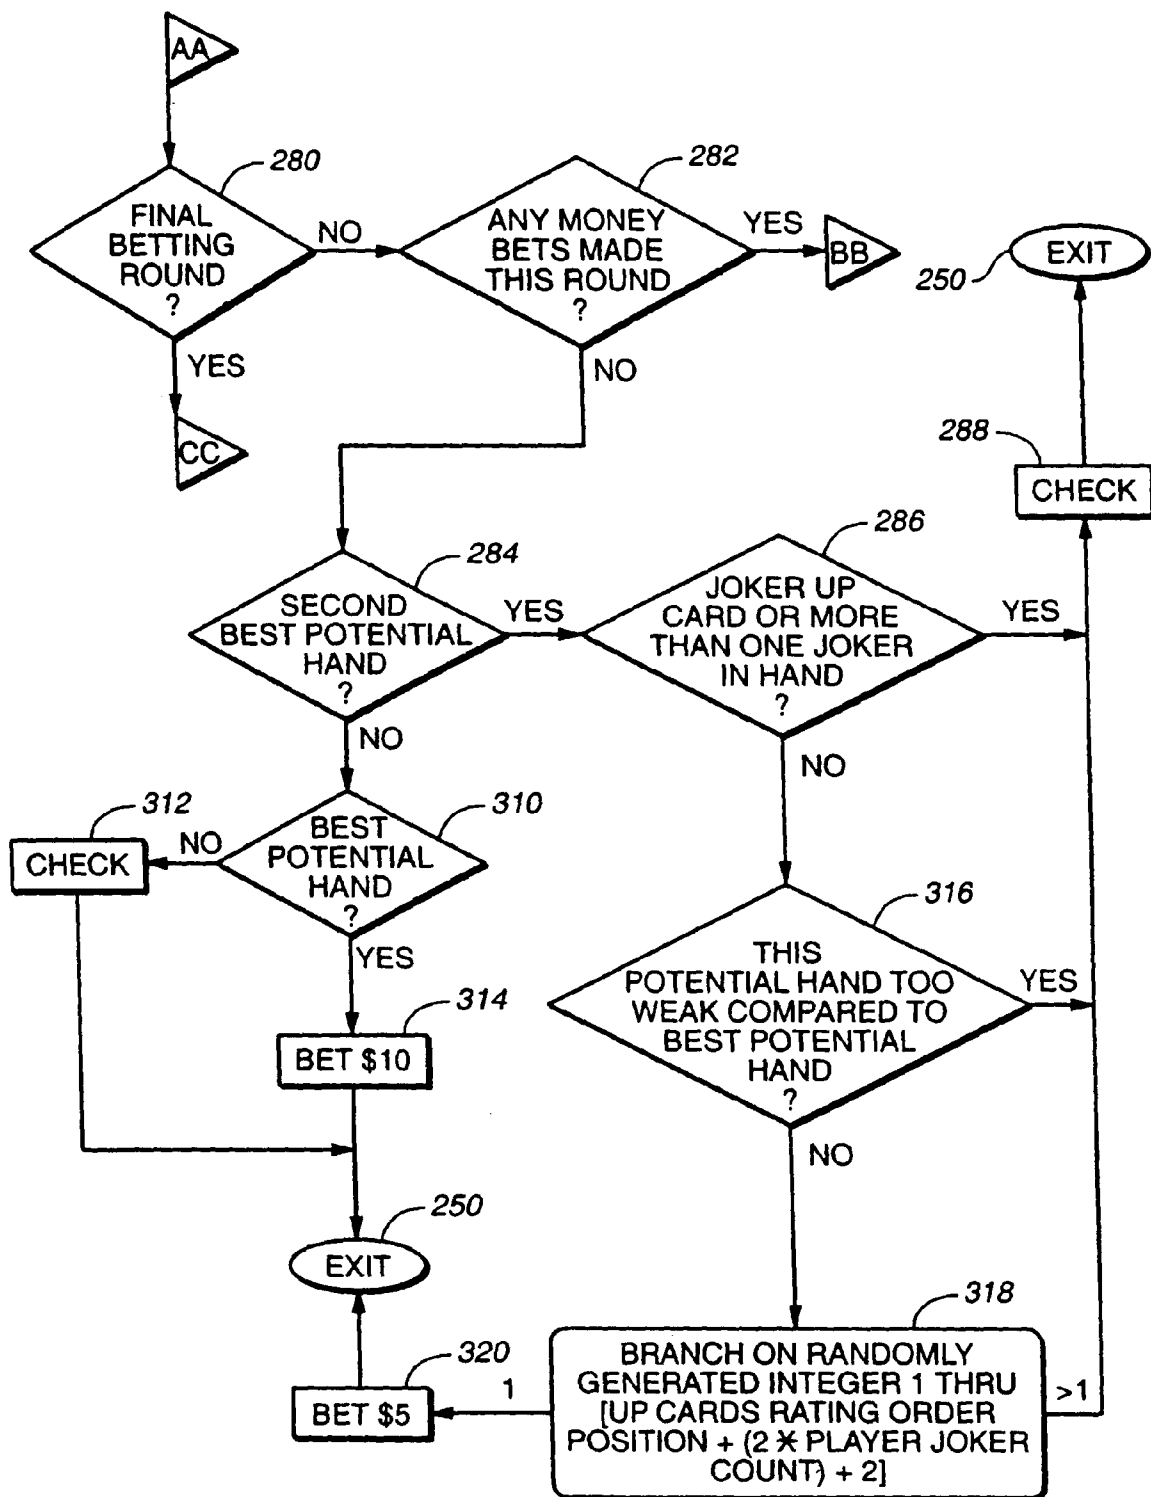 AA
280
282
FINAL
BETTING
ROUND
?
NO
ANY MONEY
BETS MADE
THIS ROUND
?
YES
BB
250
EXIT
YES
CC
NO
288
CHECK
284
SECOND
BEST POTENTIAL
HAND
?
YES
286
JOKER UP
CARD OR MORE
THAN ONE JOKER
IN HAND
?
YES
NO
NO
312
CHECK
NO
310
BEST
POTENTIAL
HAND
?
YES
316
THIS
POTENTIAL HAND TOO
WEAK COMPARED TO
BEST POTENTIAL
HAND
?
YES
314
BET $10
NO
250
EXIT
318
BRANCH ON RANDOMLY
GENERATED INTEGER 1 THRU
[UP CARDS RATING ORDER
POSITION + (2 * PLAYER JOKER
COUNT) + 2]
>1
1
320
BET $5